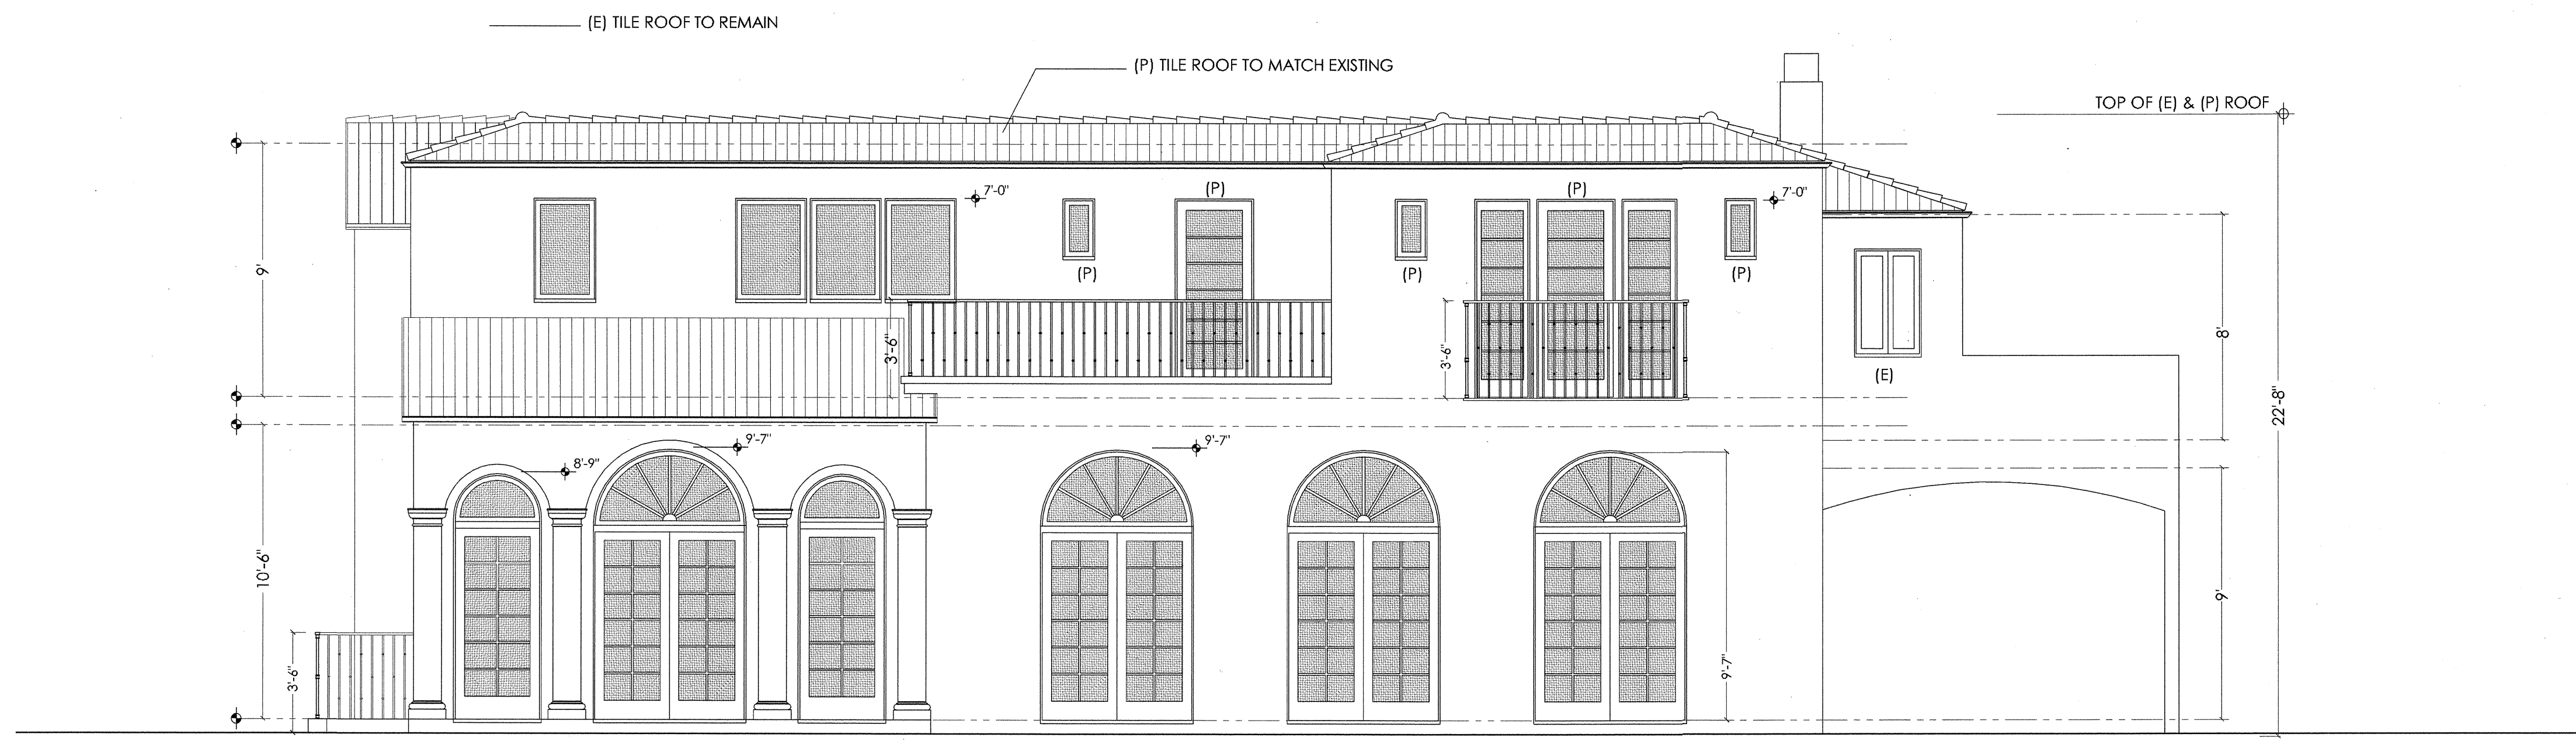 (E) TILE ROOF TO REMAIN
(P) TILE ROOF TO MATCH EXISTING
TOP OF (E) & (P) ROOF
(P)
(P)
7'-0"
7'-0"
9'
(P)
(P)
(P)
3'-6"
3'-6"
8'
(E)
22'-8"
9'-7"
9'-7"
8'-9"
10'-6"
9'
3'-6"
9'-7"